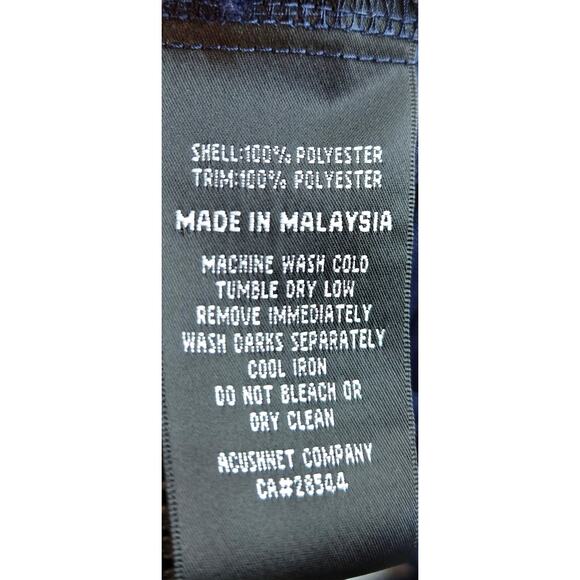 SHELL:100% POLYESTER
TRIM:100% POLYESTER
MADE IN MALAYSIA
MACHINE WASH COLD
TUMBLE DRY LOW
REMOVE IMMEDIATELY
WASH DARKS SEPARATELY
COOL IRON
DO NOT BLEACH OR
DRY CLEAN
ACUSHNET COMPANY
CA#28544